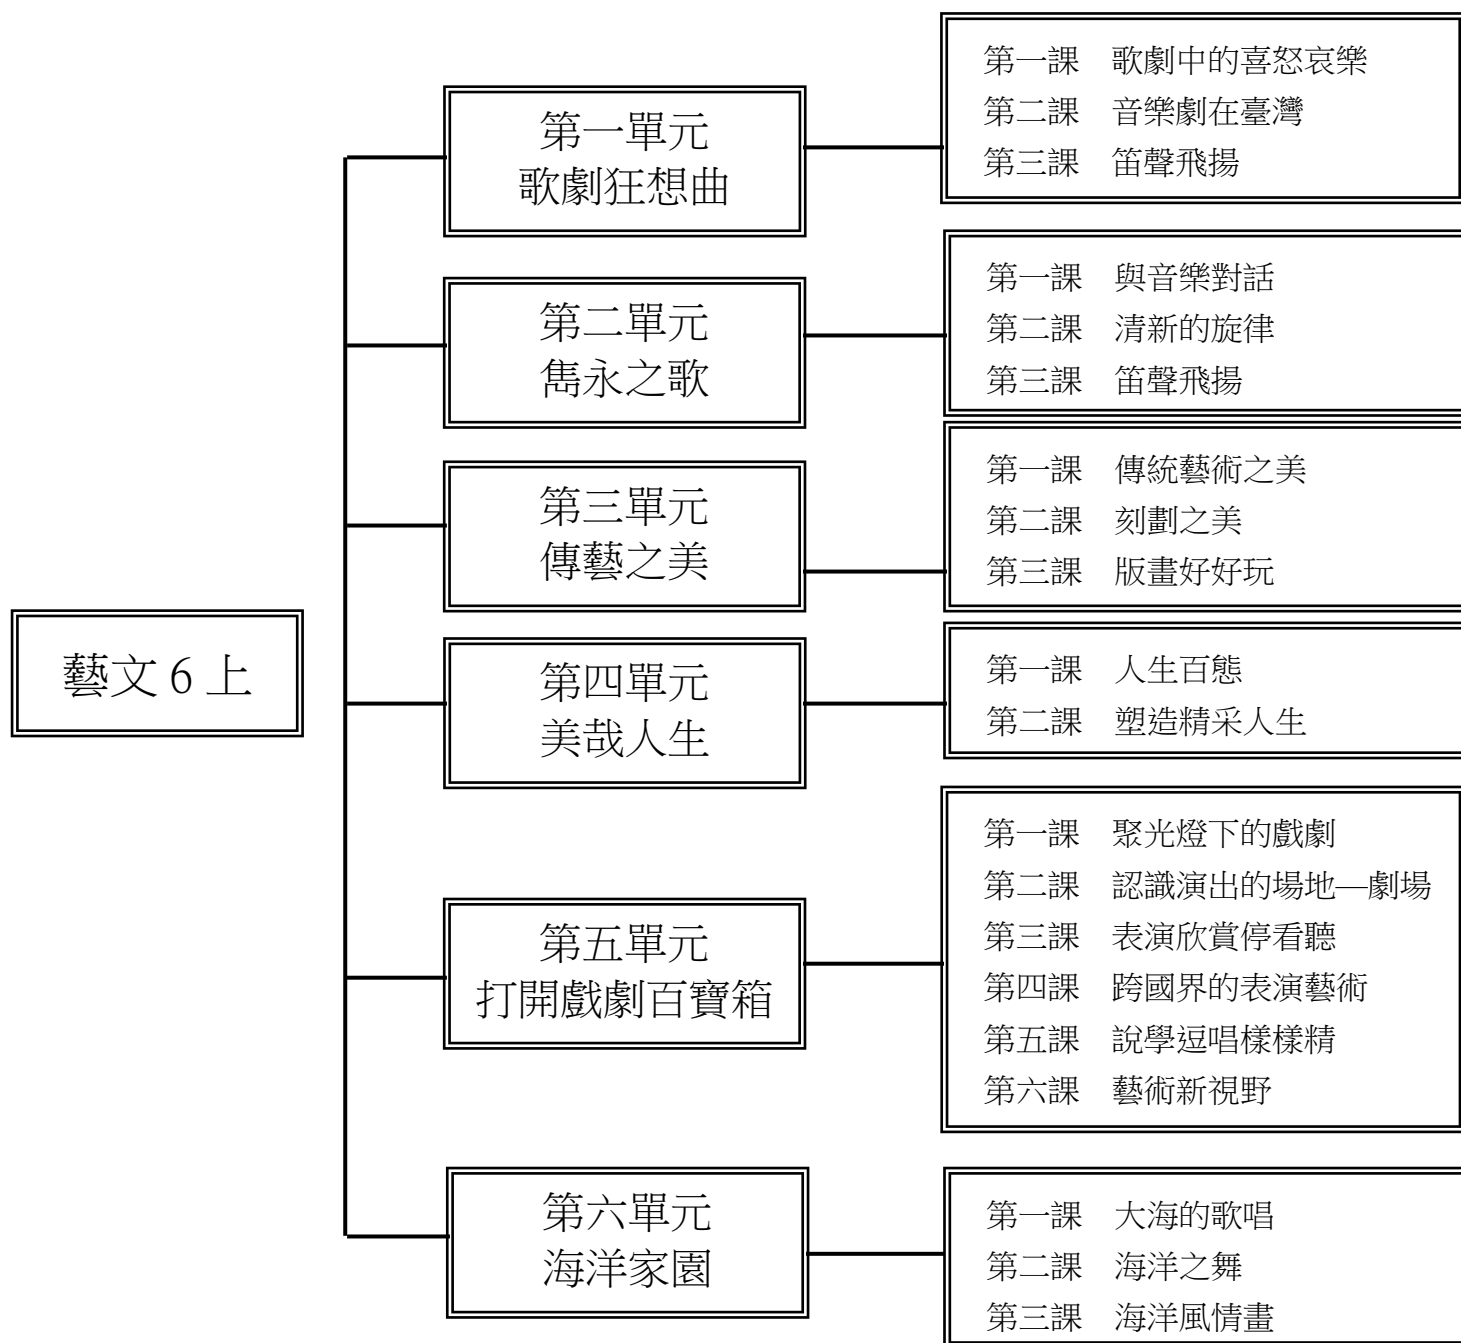 藝文 6 上
第一單元
歌劇狂想曲
第一課　歌劇中的喜怒哀樂
第二課　音樂劇在臺灣
第三課　笛聲飛揚
第二單元
雋永之歌
第一課　與音樂對話
第二課　清新的旋律
第三課　笛聲飛揚
第三單元
傳藝之美
第一課　傳統藝術之美
第二課　刻劃之美
第三課　版畫好好玩
第四單元
美哉人生
第一課　人生百態
第二課　塑造精采人生
第五單元
打開戲劇百寶箱
第一課　聚光燈下的戲劇
第二課　認識演出的場地—劇場
第三課　表演欣賞停看聽
第四課　跨國界的表演藝術
第五課　說學逗唱樣樣精
第六課　藝術新視野
第六單元
海洋家園
第一課　大海的歌唱
第二課　海洋之舞
第三課　海洋風情畫